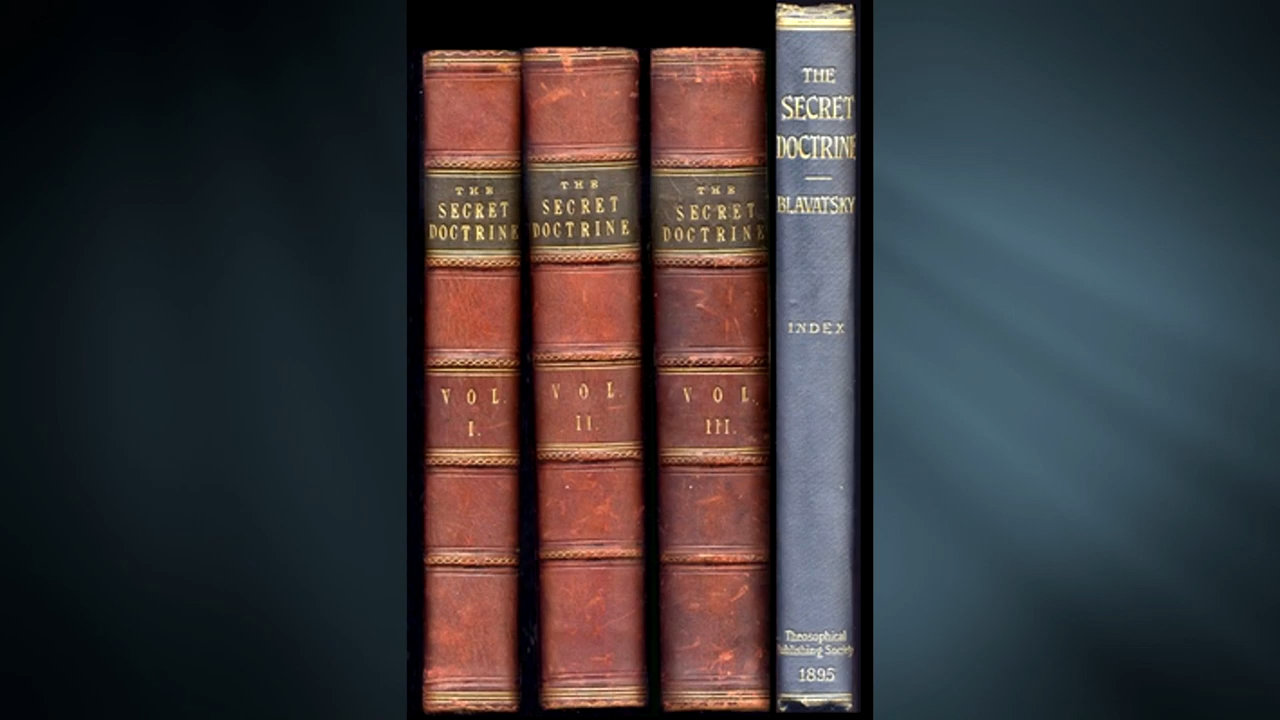 THE
SECRET
DOCTRINE
VOL.
I.
THE
SECRET
DOCTRINE
VOL.
II.
THE
SECRET
DOCTRINE
VOL.
III.
THE
SECRET
DOCTRINE
BLAVATSKY
INDEX
Theosophical
Publishing Society
1895